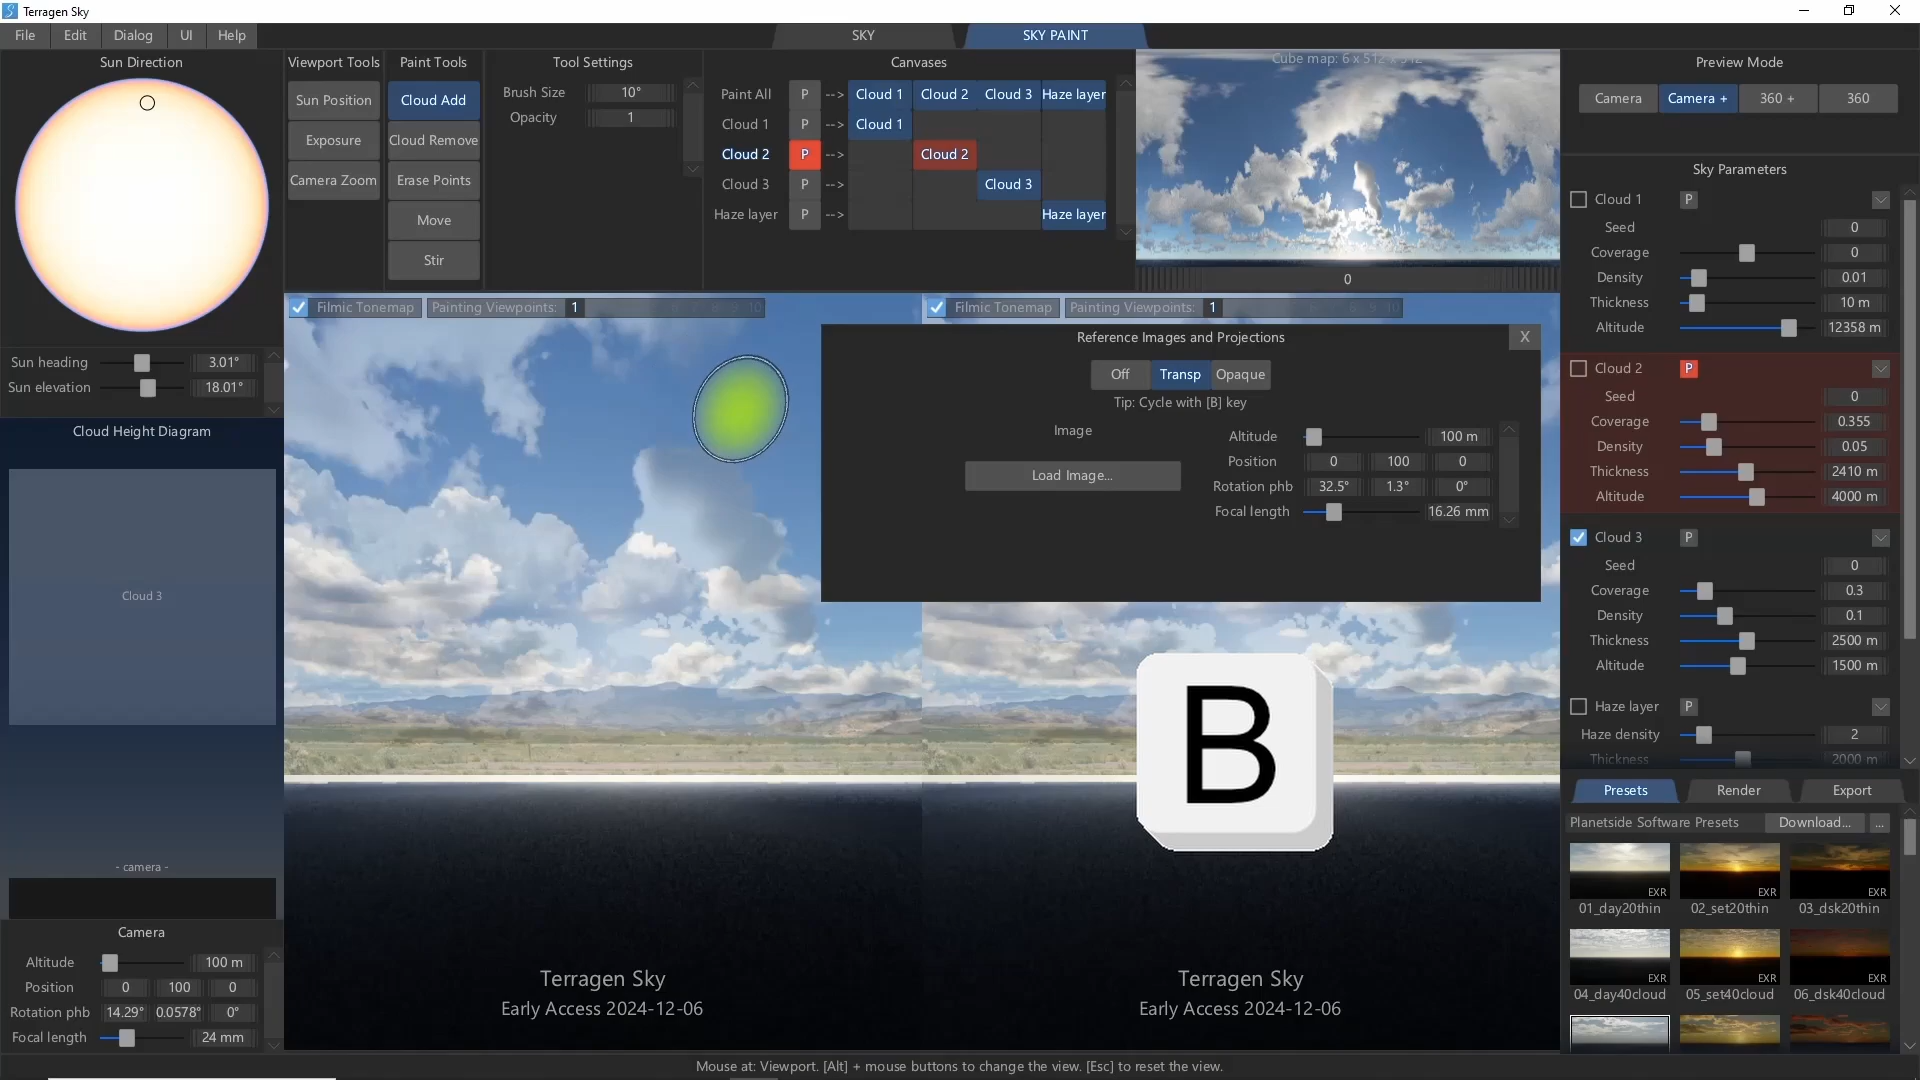 Terragen Sky
File Edit Dialog UI Help
SKY SKY PAINT
Sun Direction
Sun heading 3.01°
Sun elevation 18.01°
Cloud Height Diagram
Cloud 3
- camera -
Camera
Altitude 100 m
Position 0 100 0
Rotation phb 14.29° 0.0578° 0°
Focal length 24 mm
Viewport Tools
Sun Position
Exposure
Camera Zoom
Paint Tools
Cloud Add
Cloud Remove
Erase Points
Move
Stir
Tool Settings
Brush Size 10°
Opacity 1
Canvases
Paint All P --> Cloud 1 Cloud 2 Cloud 3 Haze layer
Cloud 1 P --> Cloud 1
Cloud 2 P --> Cloud 2
Cloud 3 P --> Cloud 3
Haze layer P --> Haze layer
Cube map: 6 x 512 x 512
0
Filmic Tonemap Painting Viewpoints: 1
Filmic Tonemap Painting Viewpoints: 1
Reference Images and Projections
X
Off Transp Opaque
Tip: Cycle with [B] key
Image
Load Image...
Altitude 100 m
Position 0 100 0
Rotation phb 32.5° 1.3° 0°
Focal length 16.26 mm
B
Terragen Sky
Early Access 2024-12-06
Terragen Sky
Early Access 2024-12-06
Preview Mode
Camera Camera + 360 + 360
Sky Parameters
Cloud 1 P
Seed 0
Coverage 0
Density 0.01
Thickness 10 m
Altitude 12358 m
Cloud 2 P
Seed 0
Coverage 0.355
Density 0.05
Thickness 2410 m
Altitude 4000 m
Cloud 3 P
Seed 0
Coverage 0.3
Density 0.1
Thickness 2500 m
Altitude 1500 m
Haze layer P
Haze density 2
Thickness 2000 m
Presets Render Export
Planetside Software Presets Download... ...
EXR EXR EXR
01_day20thin 02_set20thin 03_dsk20thin
EXR EXR EXR
04_day40cloud 05_set40cloud 06_dsk40cloud
Mouse at: Viewport. [Alt] + mouse buttons to change the view. [Esc] to reset the view.